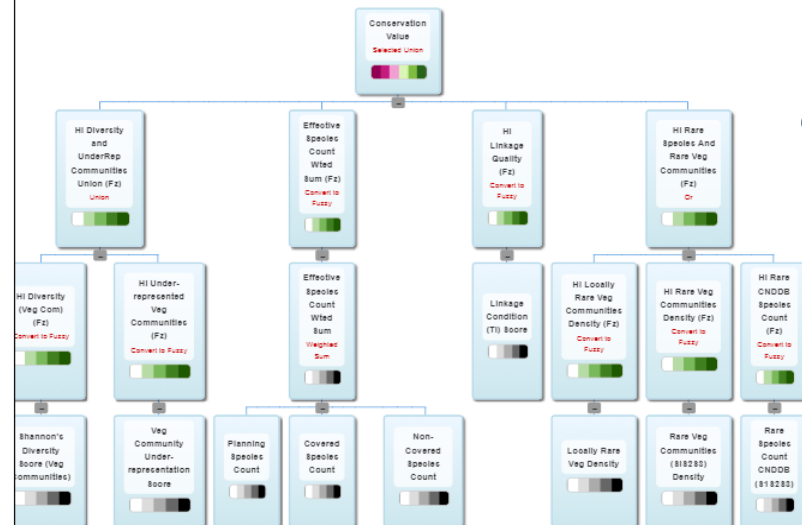 Conservation
Value
Selected Union
Hi Diversity
and
UnderRep
Communities
Union (Fz)
Union
Effective
Species
Count
Wted
Sum (Fz)
Convert to
Fuzzy
Hi
Linkage
Quality
(Fz)
Convert to
Fuzzy
Hi Rare
Species And
Rare Veg
Communities
(Fz)
Or
Hi Diversity
(Veg Com)
(Fz)
Convert to Fuzzy
Hi Under-
represented
Veg
Communities
(Fz)
Convert to Fuzzy
Effective
Species
Count
Wted
Sum
Weighted
Sum
Linkage
Condition
(TI) Score
Hi Locally
Rare Veg
Communities
Density (Fz)
Convert to
Fuzzy
Hi Rare Veg
Communities
Density (Fz)
Convert to
Fuzzy
Hi Rare
CNDDB
Species
Count
(Fz)
Convert to
Fuzzy
Shannon's
Diversity
Score (Veg
Communities)
Veg
Community
Under-
representation
Score
Planning
Species
Count
Covered
Species
Count
Non-
Covered
Species
Count
Locally Rare
Veg Density
Rare Veg
Communities
(S1S2S3)
Density
Rare
Species
Count
CNDDB
(S1S2S3)